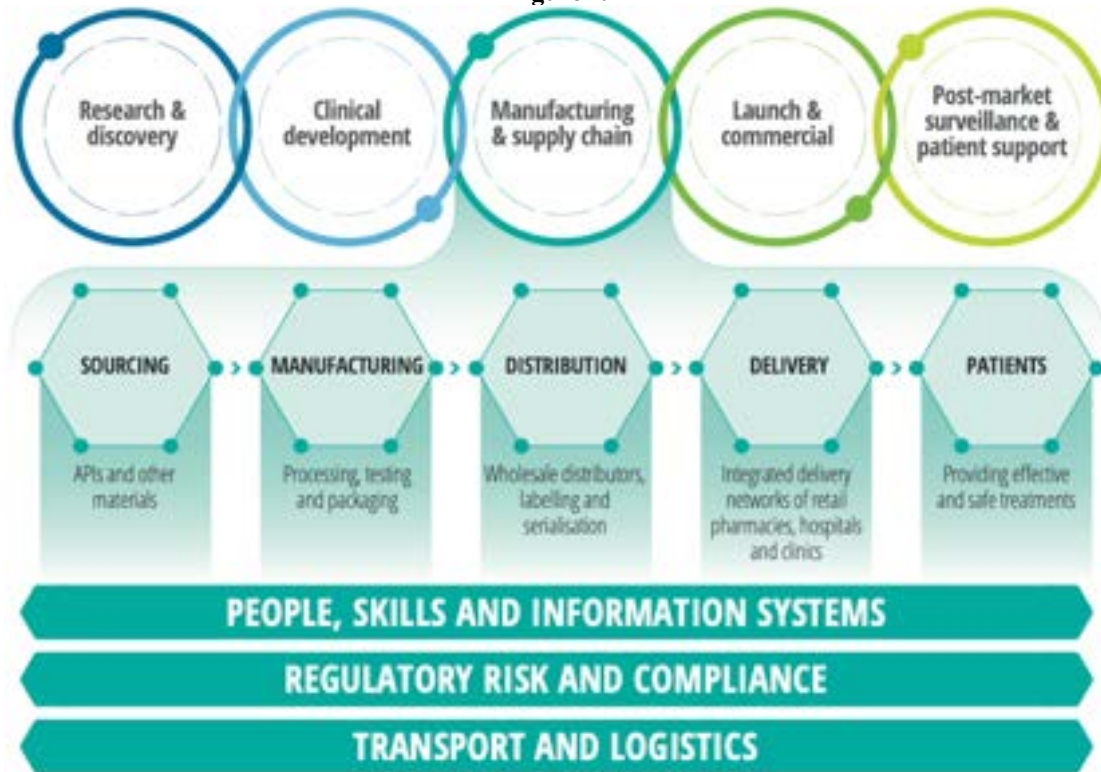 Research &
discovery
Clinical
development
Manufacturing
& supply chain
Launch &
commercial
Post-market
surveillance &
patient support
SOURCING
MANUFACTURING
DISTRIBUTION
DELIVERY
PATIENTS
APIs and other
materials
Processing, testing
and packaging
Wholesale distributors,
labelling and
serialisation
Integrated delivery
networks of retail
pharmacies, hospitals
and clinics
Providing effective
and safe treatments
PEOPLE, SKILLS AND INFORMATION SYSTEMS
REGULATORY RISK AND COMPLIANCE
TRANSPORT AND LOGISTICS